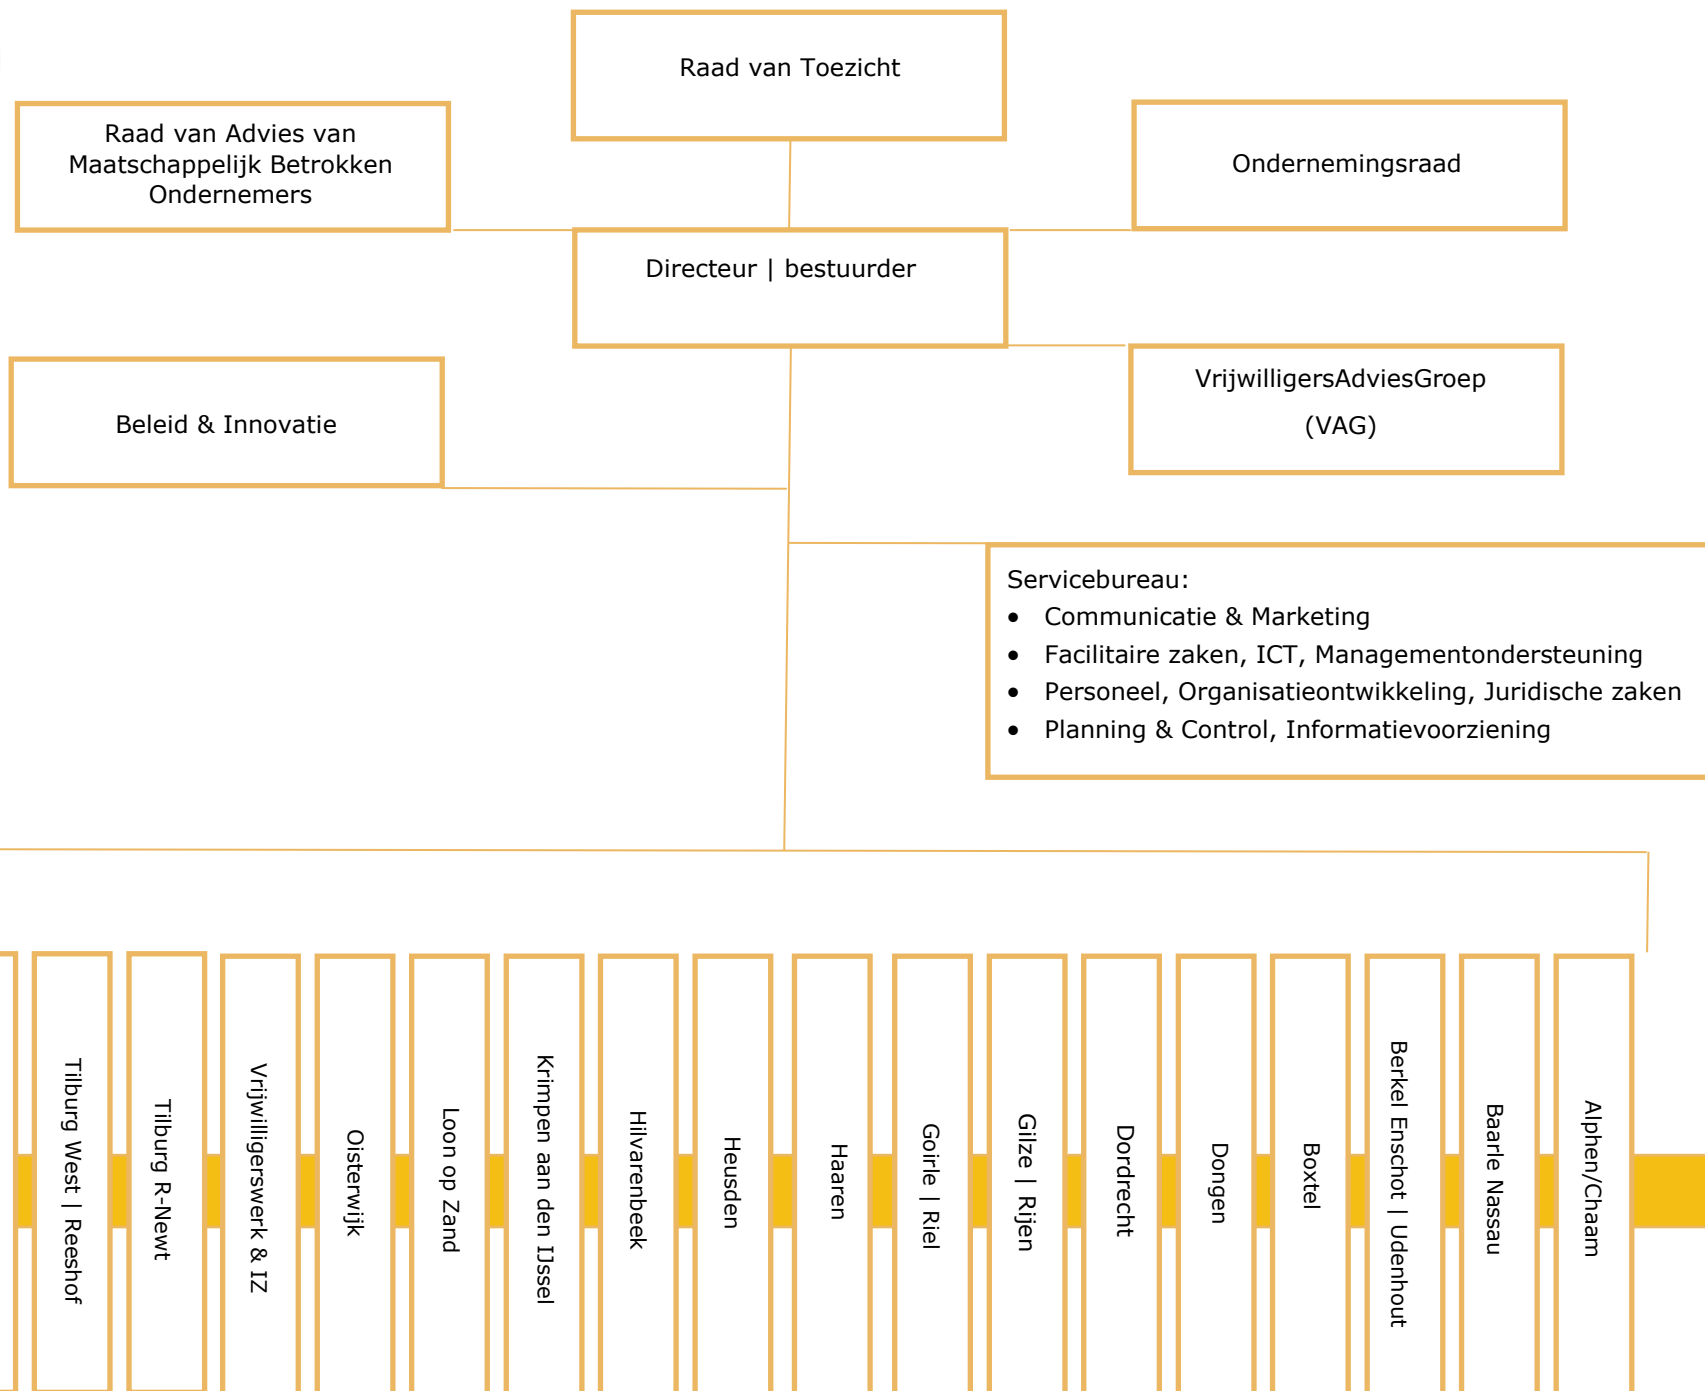 Raad van Toezicht
Raad van Advies van
Maatschappelijk Betrokken
Ondernemers
Ondernemingsraad
Directeur | bestuurder
Beleid & Innovatie
VrijwilligersAdviesGroep
(VAG)
Servicebureau:
• Communicatie & Marketing
• Facilitaire zaken, ICT, Managementondersteuning
• Personeel, Organisatieontwikkeling, Juridische zaken
• Planning & Control, Informatievoorziening
Tilburg West | Reeshof
Tilburg R-Newt
Vrijwilligerswerk & IZ
Oisterwijk
Loon op Zand
Krimpen aan den IJssel
Hilvarenbeek
Heusden
Haaren
Goirle | Riel
Gilze | Rijen
Dordrecht
Dongen
Boxtel
Berkel Enschot | Udenhout
Baarle Nassau
Alphen/Chaam